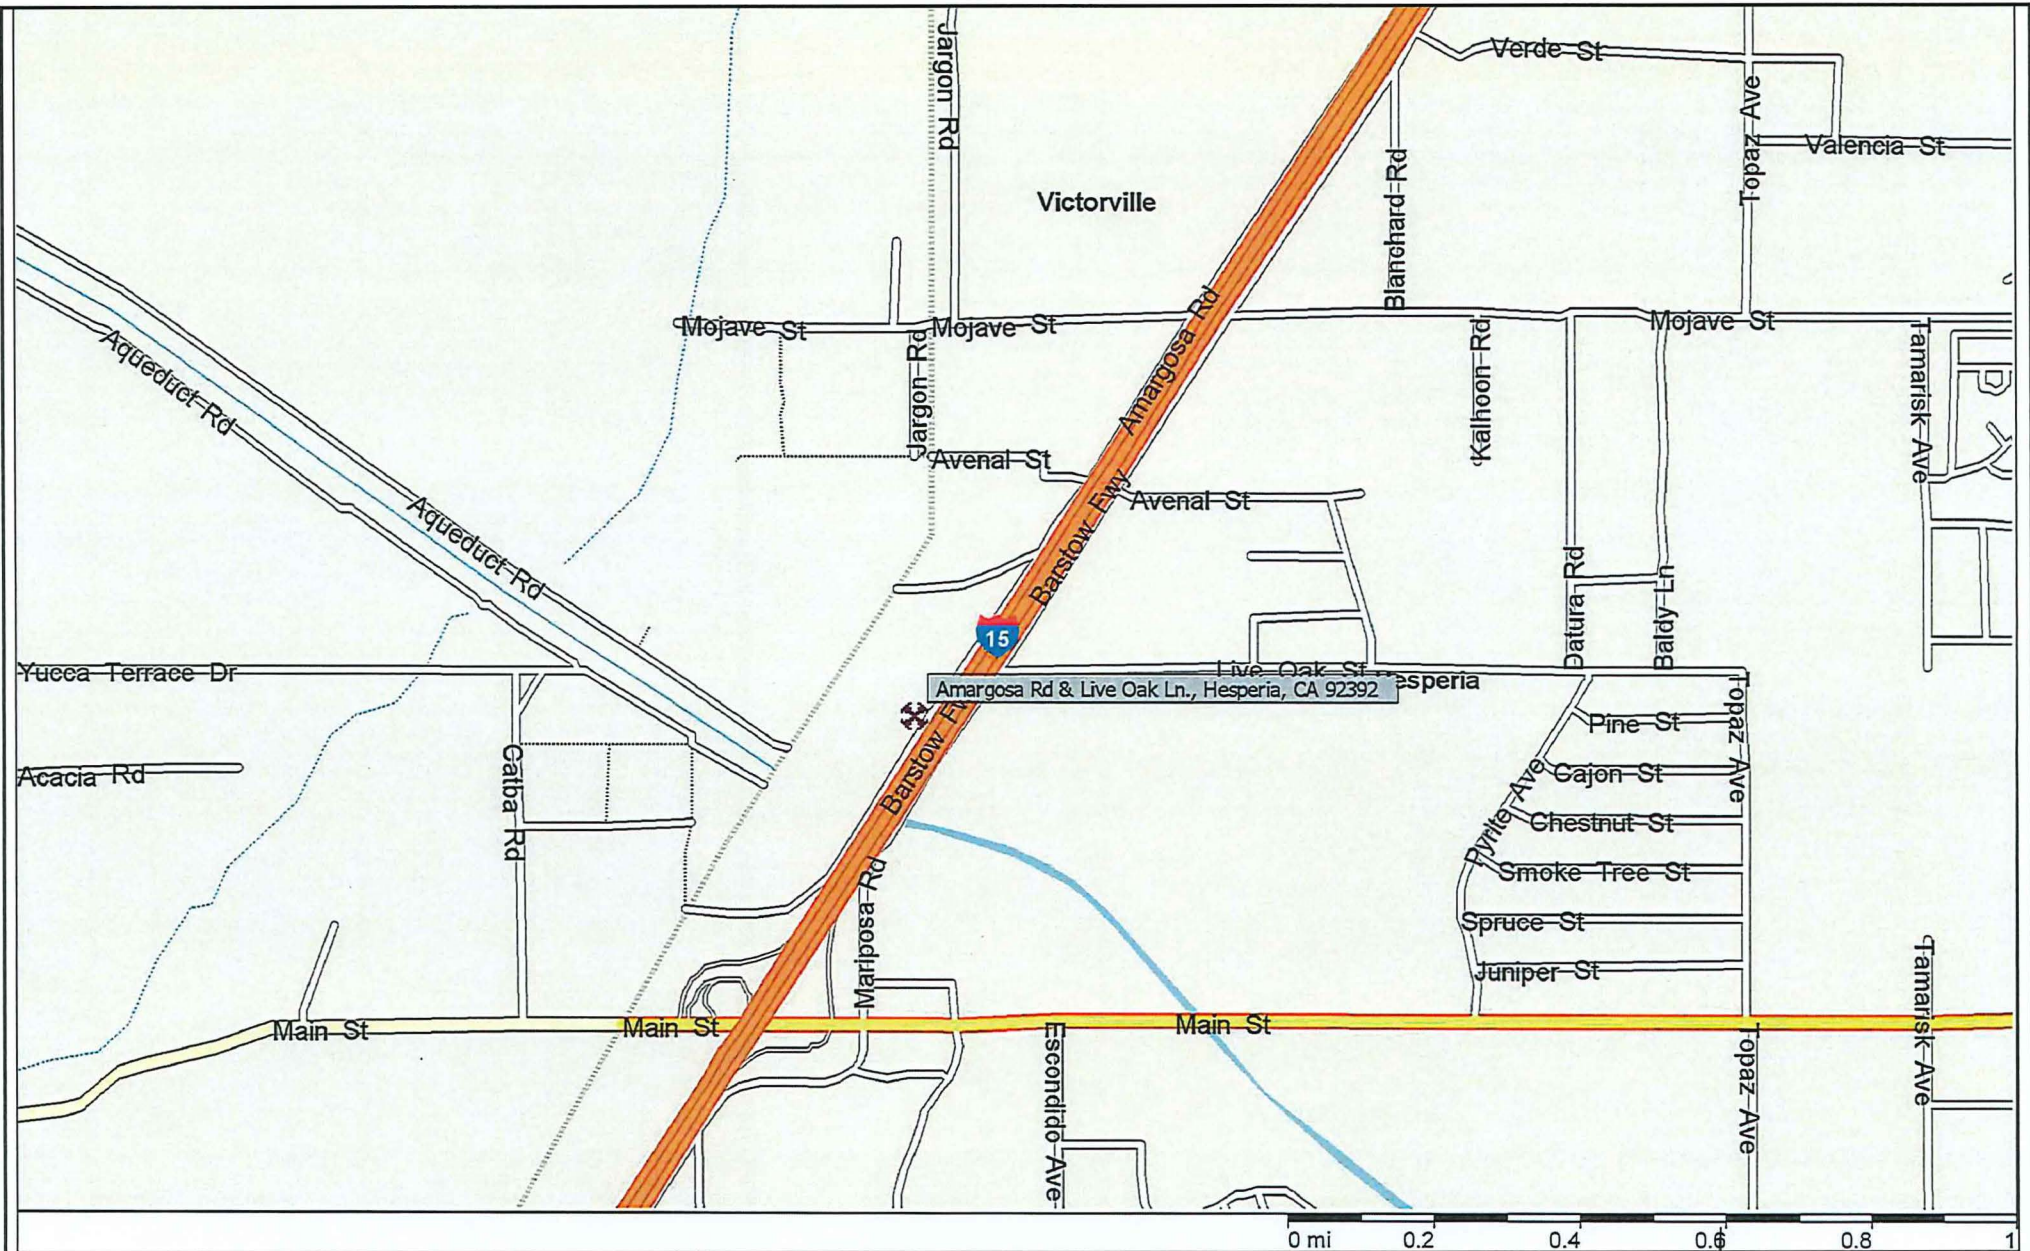 Jargon Rd
Verde St
Topaz Ave
Valencia St
Blanchard Rd
Victorville
Mojave St
Mojave St
Amargosa Rd
Mojave St
Jargon Rd
Kalhoon Rd
Tamarisk Ave
Aqueduct Rd
Avenal St
Avenal St
Aqueduct Rd
Barstow Fwy
Datura Rd
Baldy Ln
15
Yucca Terrace Dr
Live Oak St
esperia
Amargosa Rd & Live Oak Ln., Hesperia, CA 92392
Barstow Fw
Pine St
Topaz Ave
Acacia Rd
Catba Rd
Cajon St
Pyrite Ave
Chestnut St
Smoke Tree St
Mariposa Rd
Spruce St
Juniper St
Tamarisk Ave
Main St
Main St
Main St
Escondido Ave
Topaz Ave
0 mi 0.2 0.4 0.6 0.8 1